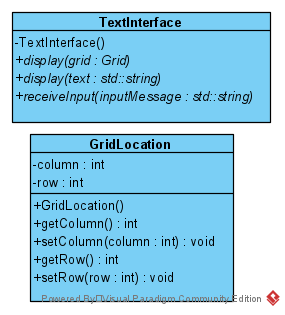 TextInterface
-TextInterface()
+display(grid : Grid)
+display(text : std::string)
+receiveInput(inputMessage : std::string)
GridLocation
-column : int
-row : int
+GridLocation()
+getColumn() : int
+setColumn(column : int) : void
+getRow() : int
+setRow(row : int) : void
Powered By Visual Paradigm Community Edition